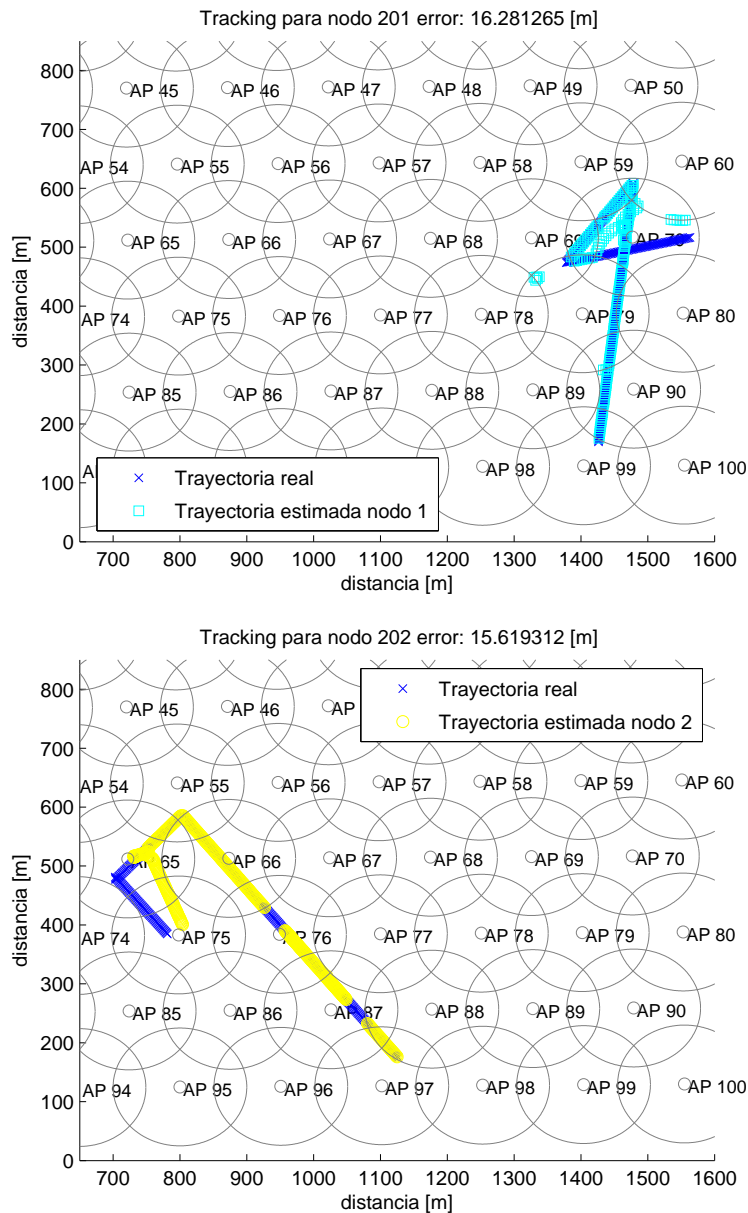 Tracking para nodo 201 error: 16.281265 [m]
800
AP 45 AP 46 AP 47 AP 48 AP 49 AP 50
700
AP 54 AP 55 AP 56 AP 57 AP 58 AP 59 AP 60
600
500
AP 65 AP 66 AP 67 AP 68 AP 69 AP 70
400
AP 74 AP 75 AP 76 AP 77 AP 78 AP 79 AP 80
300
AP 85 AP 86 AP 87 AP 88 AP 89 AP 90
200
100
AP 98 AP 99 AP 100
0
Trayectoria real
Trayectoria estimada nodo 1
700 800 900 1000 1100 1200 1300 1400 1500 1600
distancia [m]
distancia [m]
Tracking para nodo 202 error: 15.619312 [m]
Trayectoria real
Trayectoria estimada nodo 2
800
AP 45 AP 46 AP
700
AP 54 AP 55 AP 56 AP 57 AP 58 AP 59 AP 60
600
500
AP 65 AP 66 AP 67 AP 68 AP 69 AP 70
400
AP 74 AP 75 AP 76 AP 77 AP 78 AP 79 AP 80
300
AP 85 AP 86 AP 87 AP 88 AP 89 AP 90
200
100
AP 94 AP 95 AP 96 AP 97 AP 98 AP 99 AP 100
0
700 800 900 1000 1100 1200 1300 1400 1500 1600
distancia [m]
distancia [m]